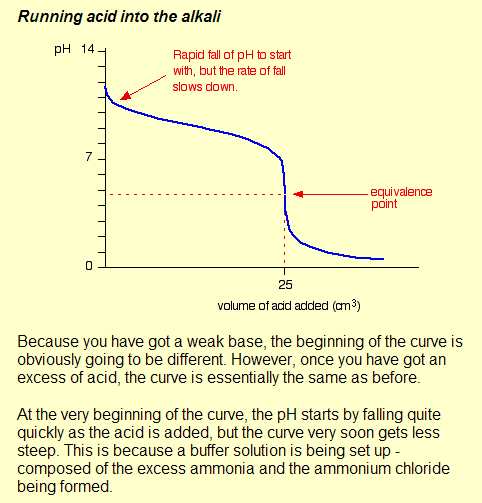 Running acid into the alkali
pH 14
Rapid fall of pH to start
with, but the rate of fall
slows down.
7
equivalence
point
0
25
volume of acid added (cm3)
Because you have got a weak base, the beginning of the curve is
obviously going to be different. However, once you have got an
excess of acid, the curve is essentially the same as before.
At the very beginning of the curve, the pH starts by falling quite
quickly as the acid is added, but the curve very soon gets less
steep. This is because a buffer solution is being set up -
composed of the excess ammonia and the ammonium chloride
being formed.